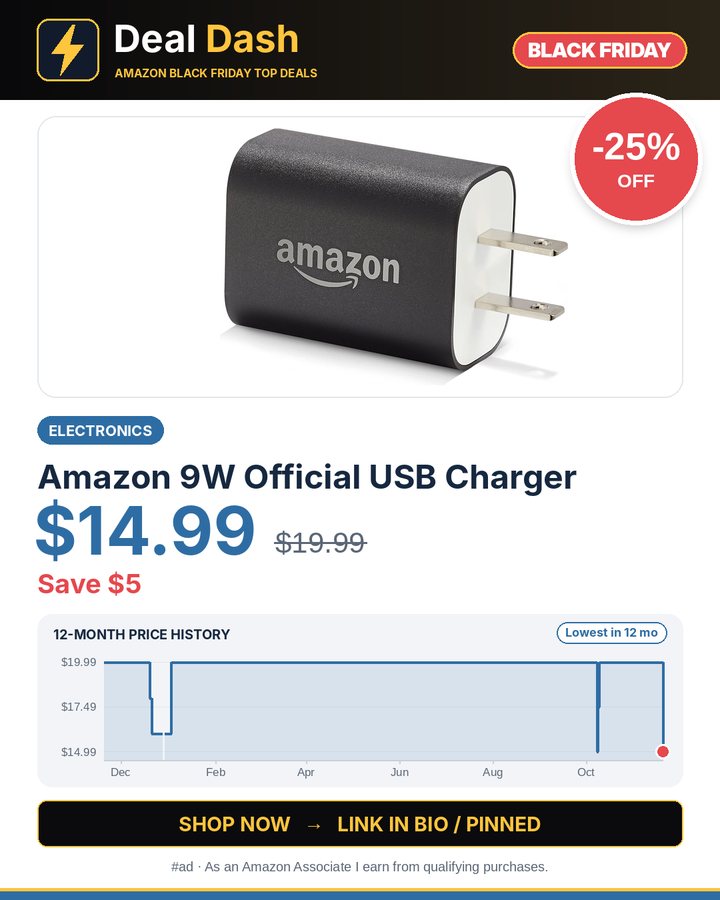 Deal Dash
AMAZON BLACK FRIDAY TOP DEALS
BLACK FRIDAY
-25%
OFF
amazon
ELECTRONICS
Amazon 9W Official USB Charger
$14.99 $19.99
Save $5
12-MONTH PRICE HISTORY
Lowest in 12 mo
$19.99
$17.49
$14.99
Dec Feb Apr Jun Aug Oct
SHOP NOW → LINK IN BIO / PINNED
#ad · As an Amazon Associate I earn from qualifying purchases.